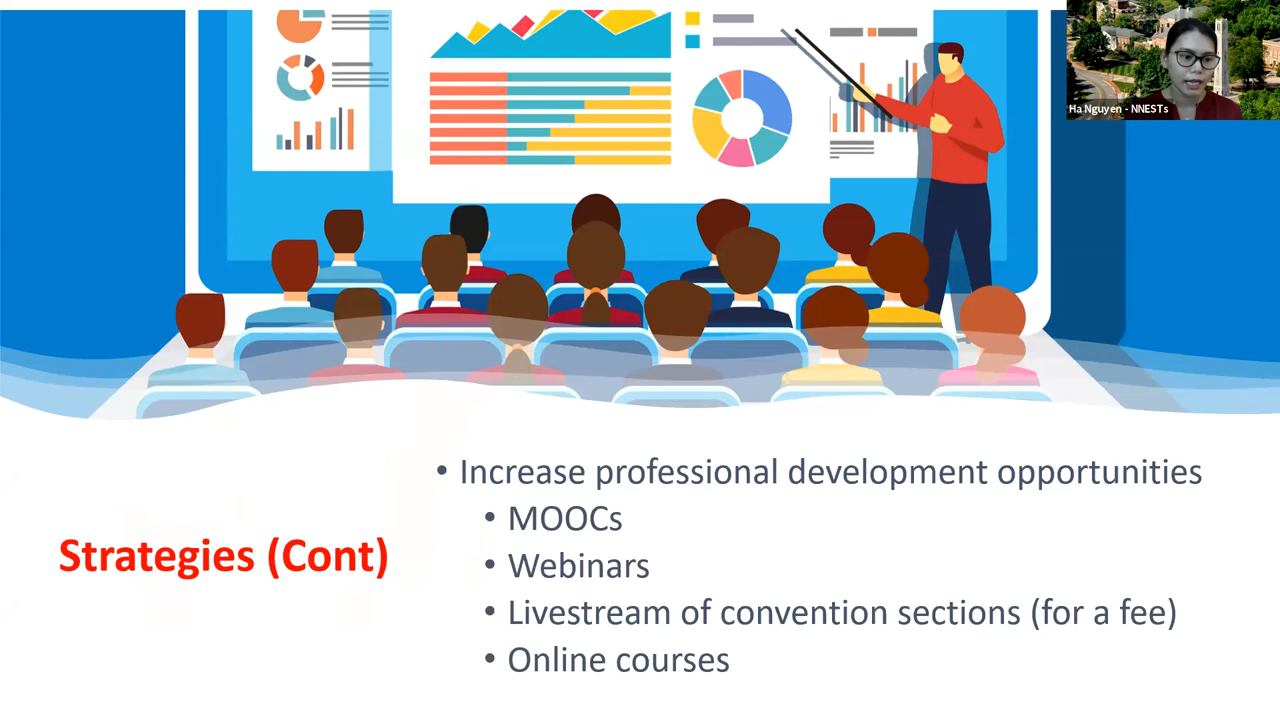 Ha Nguyen - NNESTs
Strategies (Cont)
• Increase professional development opportunities
• MOOCs
• Webinars
• Livestream of convention sections (for a fee)
• Online courses